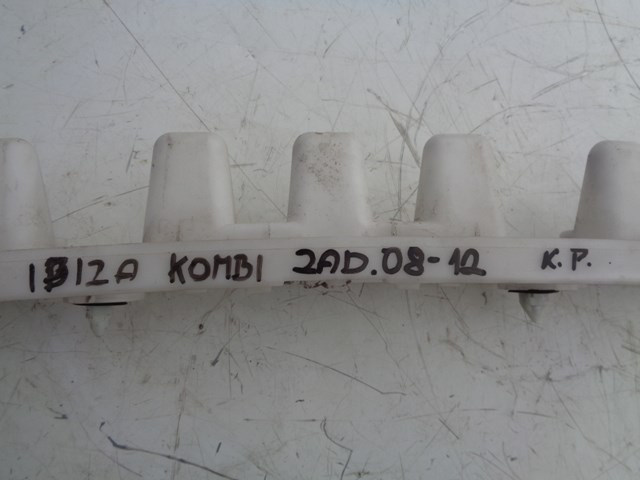 IBIZA KOMBI ZAD.08-12 K.P.